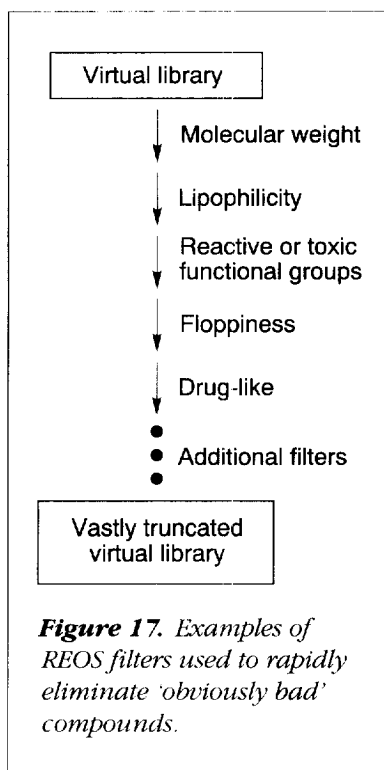 Virtual library
Molecular weight
Lipophilicity
Reactive or toxic
functional groups
Floppiness
Drug-like
Additional filters
Vastly truncated
virtual library
Figure 17. Examples of
REOS filters used to rapidly
eliminate ‘obviously bad’
compounds.